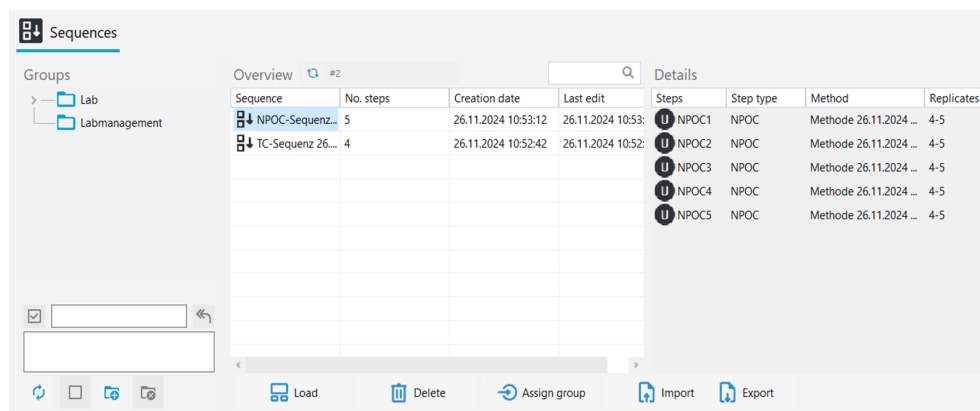 Sequences
Groups
Lab
Labmanagement
Overview #2
Sequence No. steps Creation date Last edit
NPOC-Sequenz... 5 26.11.2024 10:53:12 26.11.2024 10:53:
TC-Sequenz 26.... 4 26.11.2024 10:52:42 26.11.2024 10:52:
Details
Steps Step type Method Replicates
U NPOC1 NPOC Methode 26.11.2024 ... 4-5
U NPOC2 NPOC Methode 26.11.2024 ... 4-5
U NPOC3 NPOC Methode 26.11.2024 ... 4-5
U NPOC4 NPOC Methode 26.11.2024 ... 4-5
U NPOC5 NPOC Methode 26.11.2024 ... 4-5
Load Delete Assign group Import Export